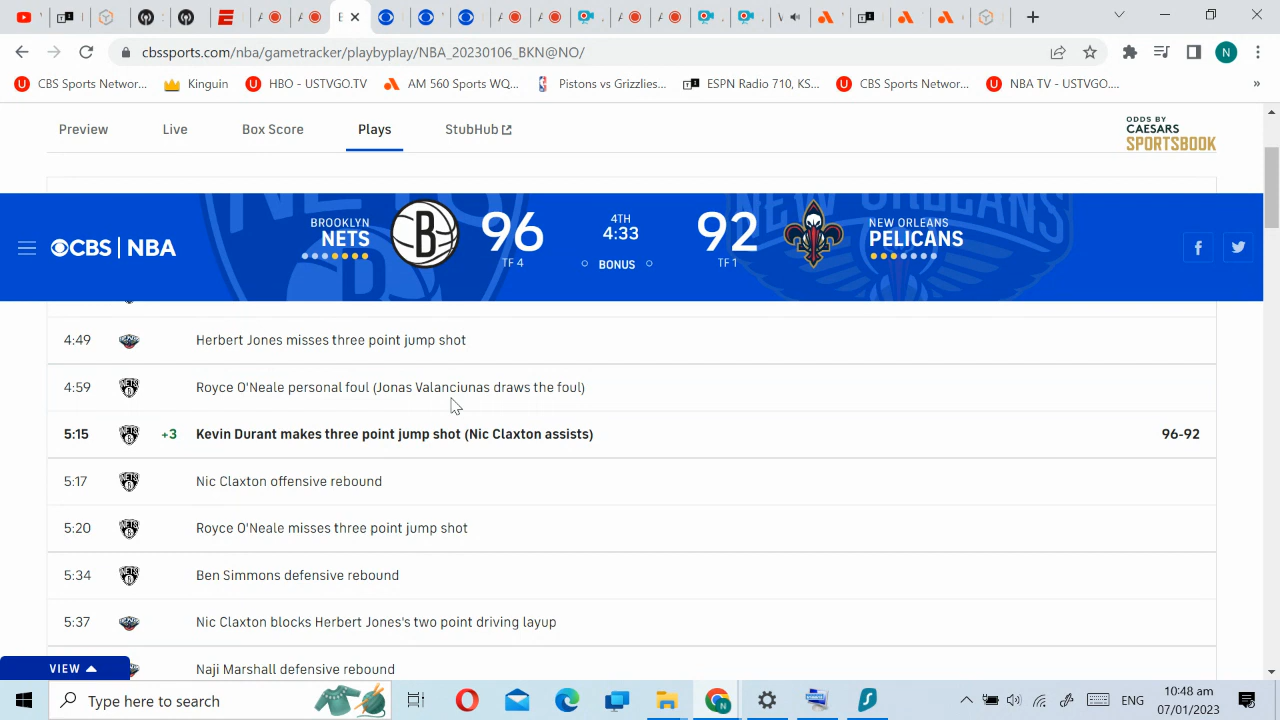 cbssports.com/nba/gametracker/playbyplay/NBA_20230106_BKN@NO/
N
CBS Sports Networ...
Kinguin
HBO - USTVGO.TV
AM 560 Sports WQ...
Pistons vs Grizzlies...
ESPN Radio 710, KS...
CBS Sports Networ...
NBA TV - USTVGO....
»
Preview
Live
Box Score
Plays
StubHub
ODDS BY
CAESARS
SPORTSBOOK
CBS | NBA
BROOKLYN
NETS
96
TF 4
4TH
4:33
BONUS
92
TF 1
NEW ORLEANS
PELICANS
4:49 Herbert Jones misses three point jump shot
4:59 Royce O'Neale personal foul (Jonas Valanciunas draws the foul)
5:15 +3 Kevin Durant makes three point jump shot (Nic Claxton assists) 96-92
5:17 Nic Claxton offensive rebound
5:20 Royce O'Neale misses three point jump shot
5:34 Ben Simmons defensive rebound
5:37 Nic Claxton blocks Herbert Jones's two point driving layup
Naji Marshall defensive rebound
VIEW
Type here to search
ENG
10:48 am
07/01/2023